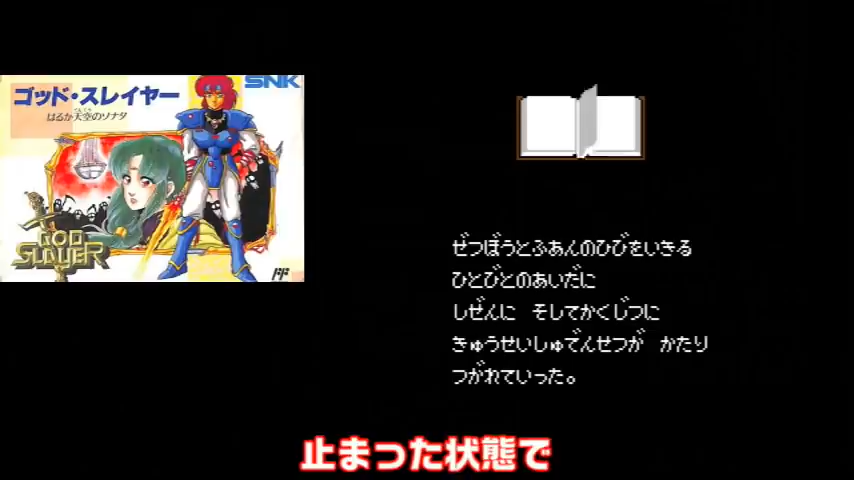 SNK
ゴッド・スレイヤー
はるか天空のソナタ
GOD
SLAYER
ぜつぼうとふあんのひびをいきる
ひとびとのあいだに
しぜんに そしてかくじつに
きゅうせいしゅでんせつが かたり
つがれていった。
止まった状態で